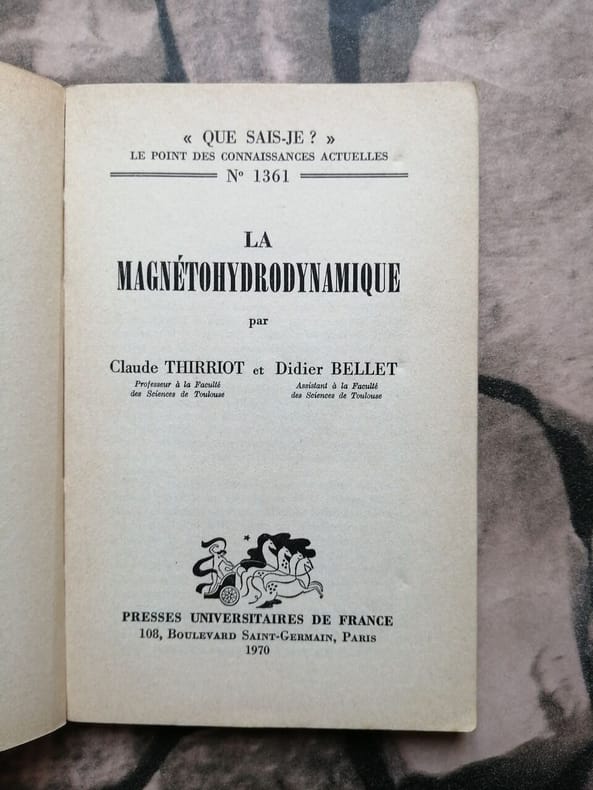 « QUE SAIS-JE ? »
LE POINT DES CONNAISSANCES ACTUELLES
Nº 1361
LA
MAGNÉTOHYDRODYNAMIQUE
par
Claude THIRRIOT et Didier BELLET
Professeur à la Faculté des Sciences de Toulouse
Assistant à la Faculté des Sciences de Toulouse
PRESSES UNIVERSITAIRES DE FRANCE
108, BOULEVARD SAINT-GERMAIN, PARIS
1970